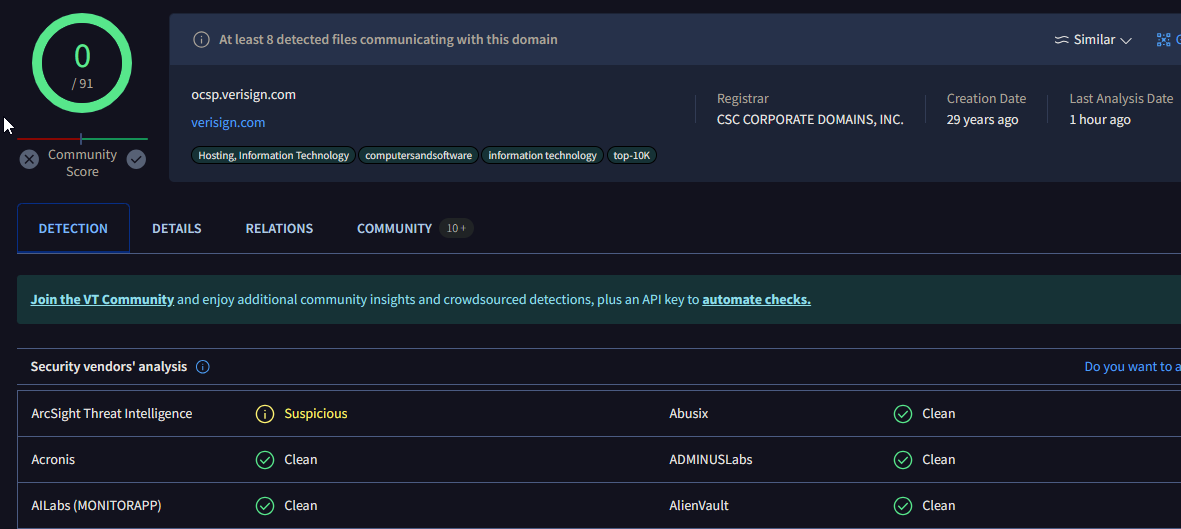 0
/ 91
Community
Score
At least 8 detected files communicating with this domain
Similar
ocsp.verisign.com
verisign.com
Hosting, Information Technology computersandsoftware information technology top-10K
Registrar
CSC CORPORATE DOMAINS, INC.
Creation Date
29 years ago
Last Analysis Date
1 hour ago
DETECTION DETAILS RELATIONS COMMUNITY 10 +
Join the VT Community and enjoy additional community insights and crowdsourced detections, plus an API key to automate checks.
Security vendors' analysis Do you want to a
ArcSight Threat Intelligence Suspicious Abusix Clean
Acronis Clean ADMINUSLabs Clean
AILabs (MONITORAPP) Clean AlienVault Clean